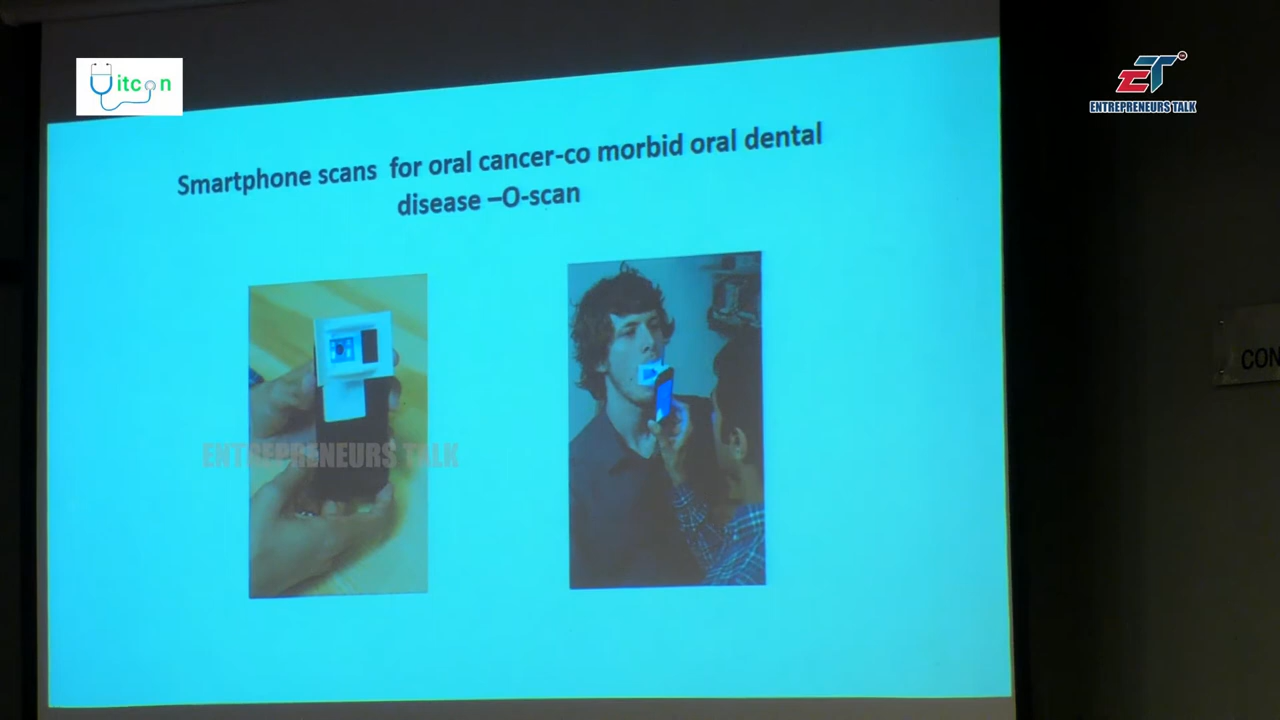 itcon
ET
ENTREPRENEURS TALK
Smartphone scans for oral cancer-co morbid oral dental
disease –O-scan
CON
ENTREPRENEURS TALK